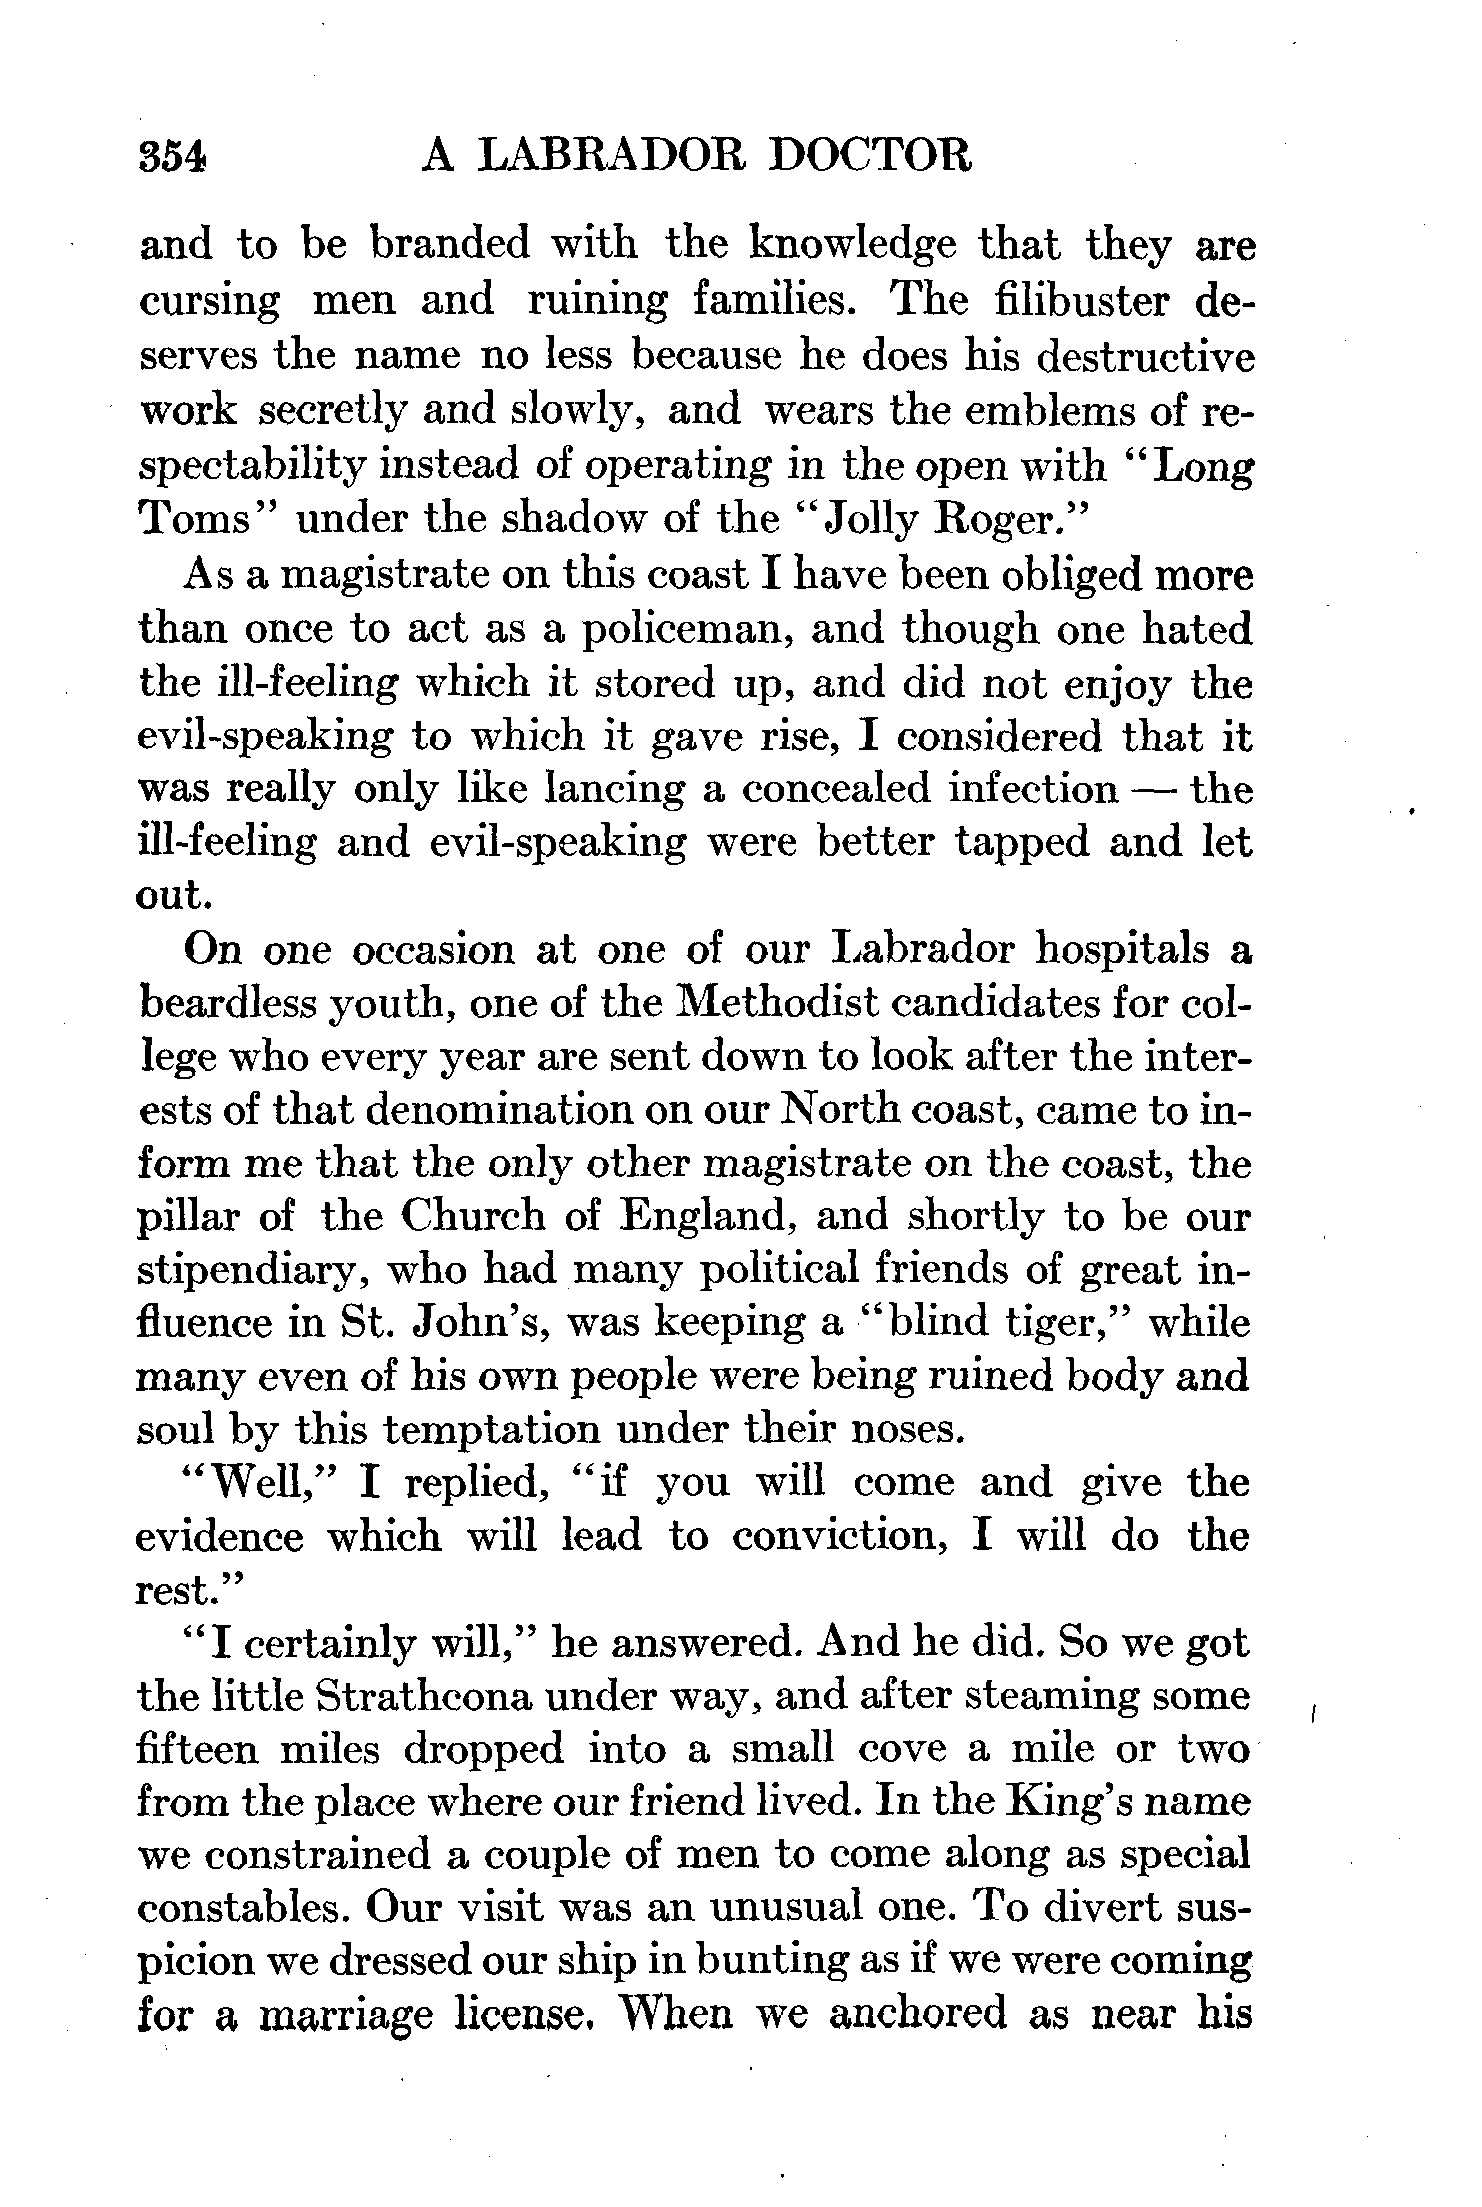 354 A LABRADOR DOCTOR
and to be branded with the knowledge that they are
cursing men and ruining families. The filibuster de-
serves the name no less because he does his destructive
work secretly and slowly, and wears the emblems of re-
spectability instead of operating in the open with “Long
Toms” under the shadow of the “Jolly Roger.”
As a magistrate on this coast I have been obliged more
than once to act as a policeman, and though one hated
the ill-feeling which it stored up, and did not enjoy the
evil-speaking to which it gave rise, I considered that it
was really only like lancing a concealed infection — the
ill-feeling and evil-speaking were better tapped and let
out.
On one occasion at one of our Labrador hospitals a
beardless youth, one of the Methodist candidates for col-
lege who every year are sent down to look after the inter-
ests of that denomination on our North coast, came to in-
form me that the only other magistrate on the coast, the
pillar of the Church of England, and shortly to be our
stipendiary, who had many political friends of great in-
fluence in St. John’s, was keeping a “blind tiger,” while
many even of his own people were being ruined body and
soul by this temptation under their noses.
“Well,” I replied, “if you will come and give the
evidence which will lead to conviction, I will do the
rest.”
“I certainly will,” he answered. And he did. So we got
the little Strathcona under way, and after steaming some
fifteen miles dropped into a small cove a mile or two
from the place where our friend lived. In the King’s name
we constrained a couple of men to come along as special
constables. Our visit was an unusual one. To divert sus-
picion we dressed our ship in bunting as if we were coming
for a marriage license. When we anchored as near his